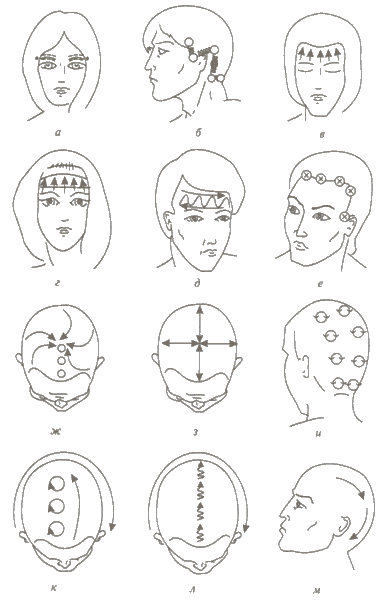 а б в
г д е
ж з и
к л м